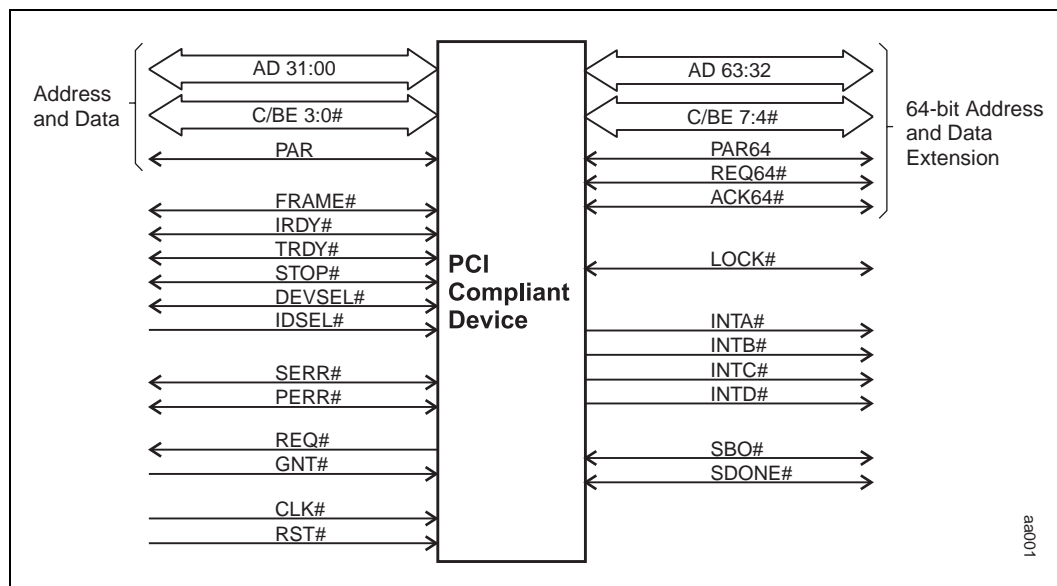 Address
and Data
AD 31:00
C/BE 3:0#
PAR
FRAME#
IRDY#
TRDY#
STOP#
DEVSEL#
IDSEL#
SERR#
PERR#
REQ#
GNT#
CLK#
RST#
PCI
Compliant
Device
AD 63:32
C/BE 7:4#
PAR64
REQ64#
ACK64#
64-bit Address
and Data
Extension
LOCK#
INTA#
INTB#
INTC#
INTD#
SBO#
SDONE#
aa001